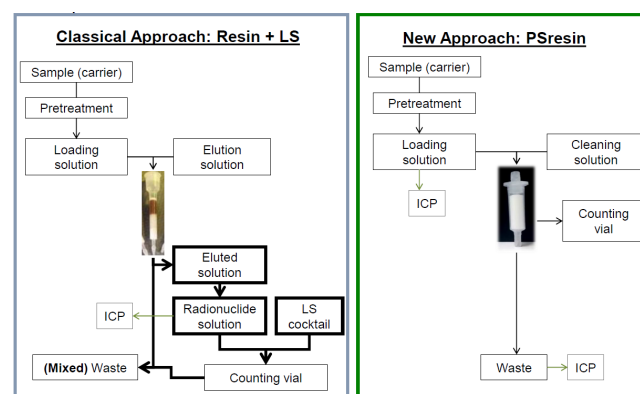 Classical Approach: Resin + LS
Sample (carrier)
Pretreatment
Loading
solution
Elution
solution
Eluted
solution
ICP
Radionuclide
solution
LS
cocktail
(Mixed) Waste
Counting vial
New Approach: PSresin
Sample (carrier)
Pretreatment
Loading
solution
Cleaning
solution
ICP
Counting
vial
Waste
ICP